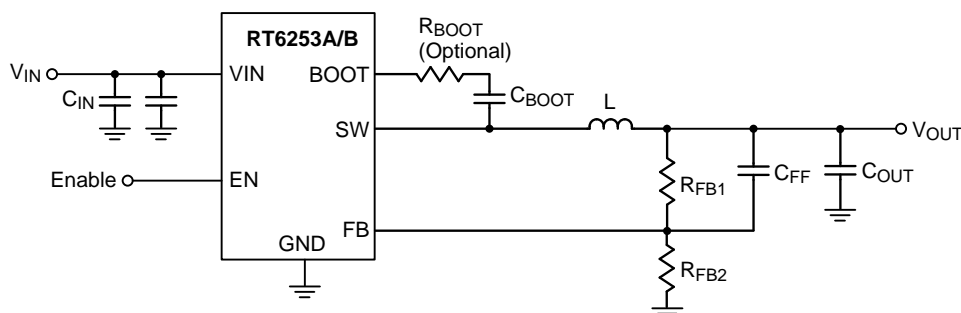 RT6253A/B
RBOOT
(Optional)
VIN
VIN
BOOT
CIN
CBOOT
L
SW
VOUT
Enable
EN
RFB1
CFF
COUT
FB
GND
RFB2